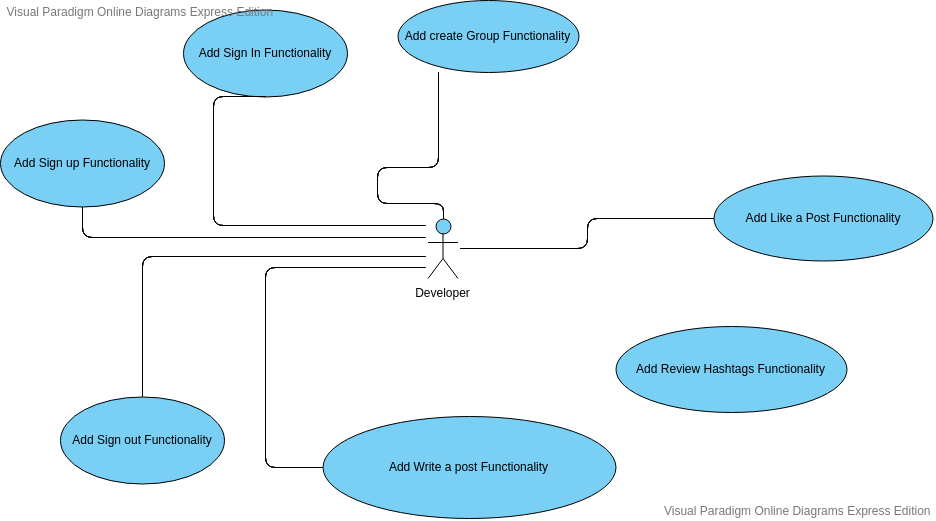 Visual Paradigm Online Diagrams Express Edition
Add create Group Functionality
Add Sign In Functionality
Add Sign up Functionality
Add Like a Post Functionality
Developer
Add Review Hashtags Functionality
Add Sign out Functionality
Add Write a post Functionality
Visual Paradigm Online Diagrams Express Edition